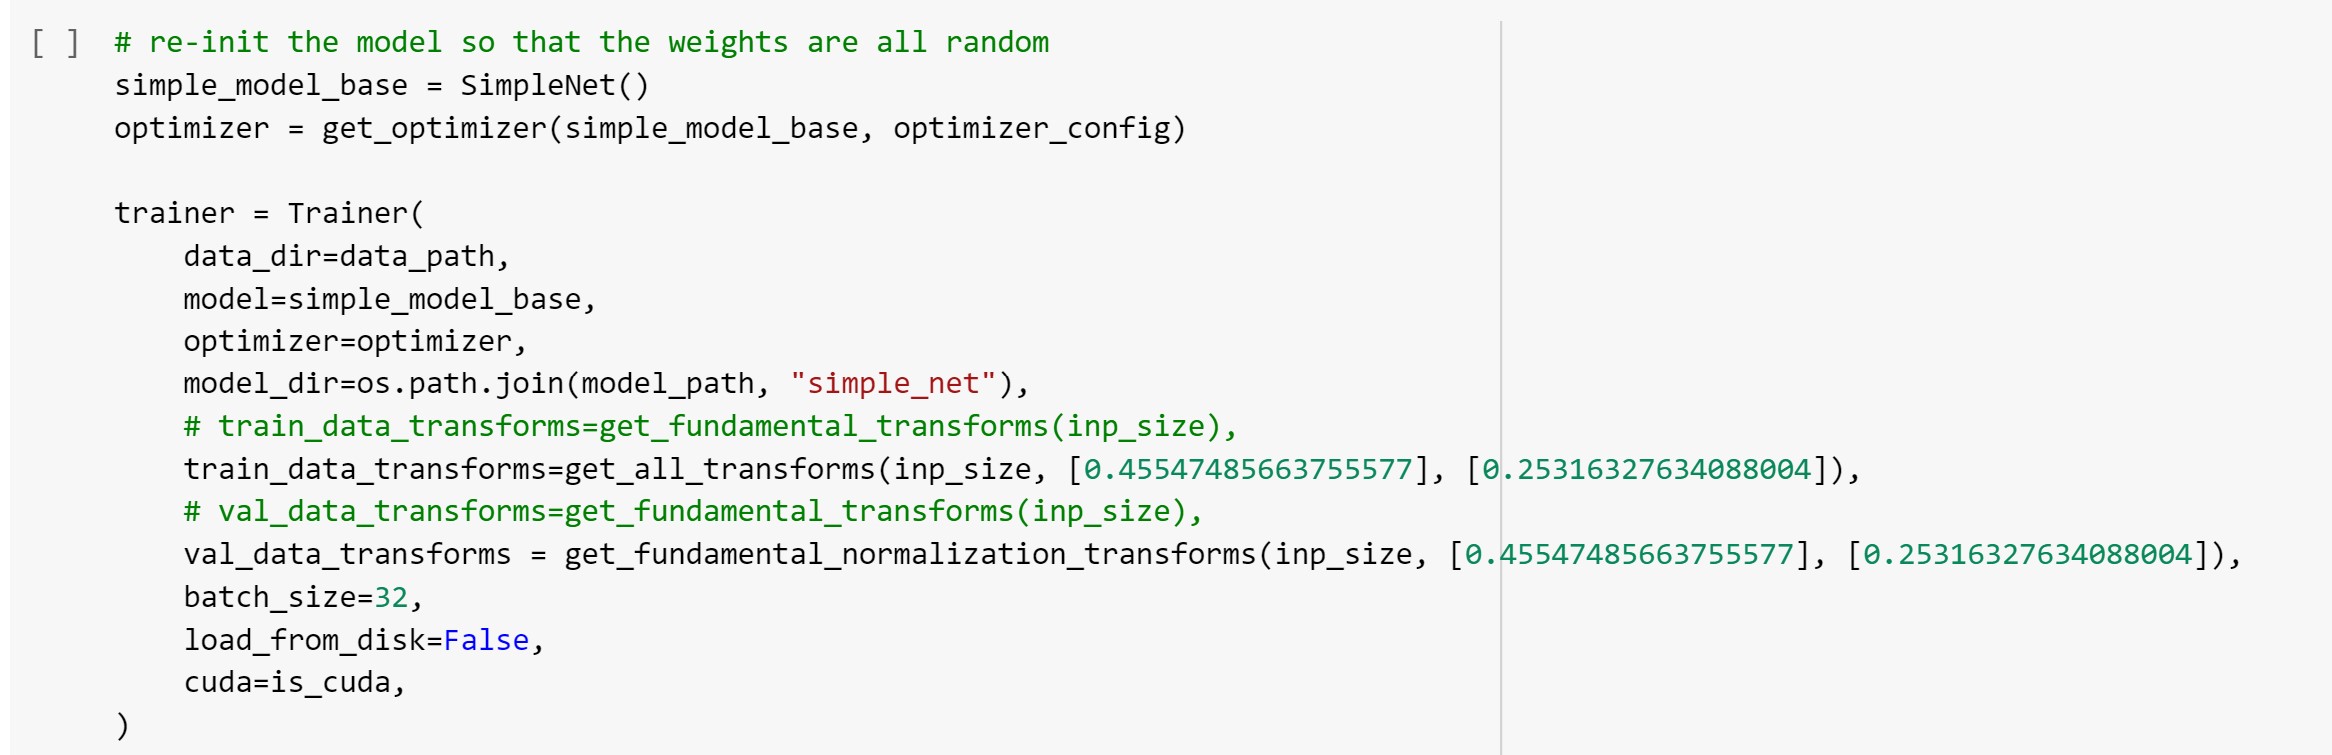 [ ] # re-init the model so that the weights are all random
simple_model_base = SimpleNet()
optimizer = get_optimizer(simple_model_base, optimizer_config)
trainer = Trainer(
data_dir=data_path,
model=simple_model_base,
optimizer=optimizer,
model_dir=os.path.join(model_path, "simple_net"),
# train_data_transforms=get_fundamental_transforms(inp_size),
train_data_transforms=get_all_transforms(inp_size, [0.45547485663755577], [0.25316327634088004]),
# val_data_transforms=get_fundamental_transforms(inp_size),
val_data_transforms = get_fundamental_normalization_transforms(inp_size, [0.45547485663755577], [0.25316327634088004]),
batch_size=32,
load_from_disk=False,
cuda=is_cuda,
)